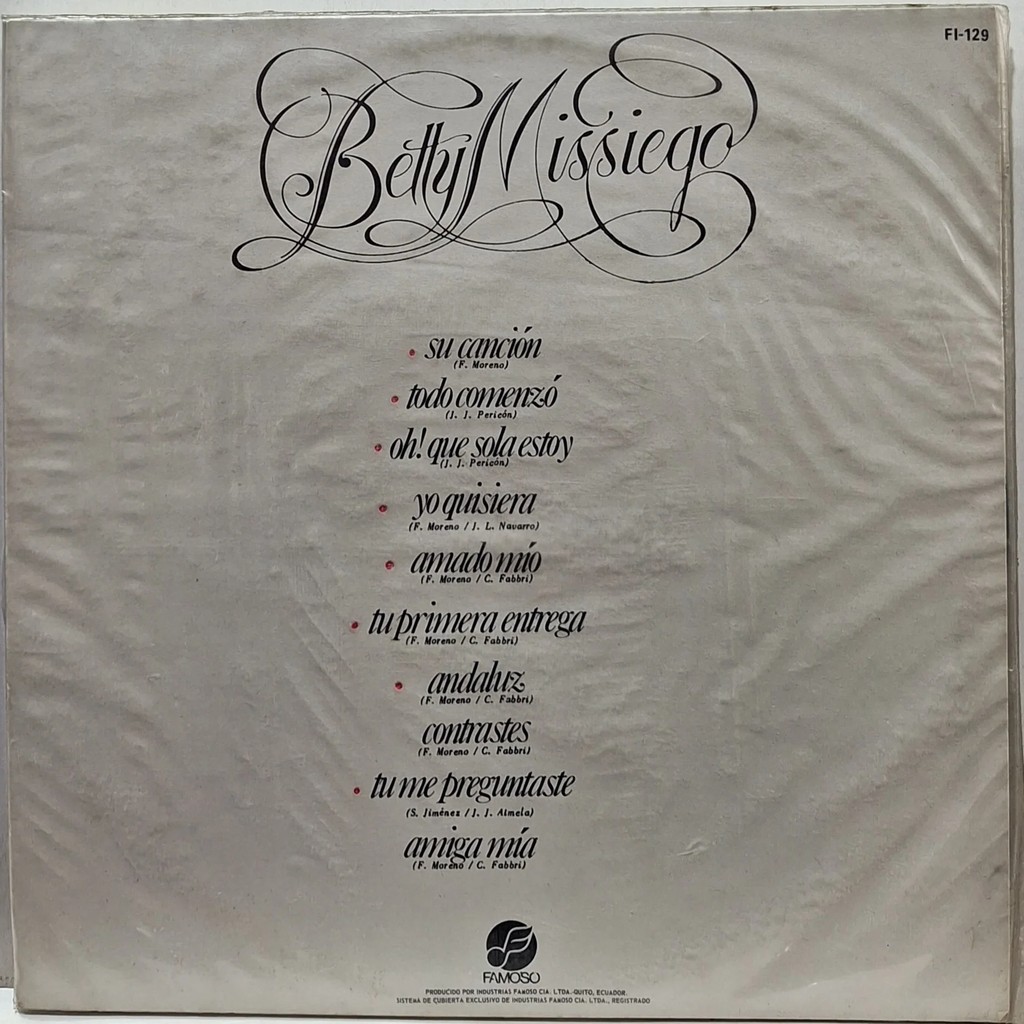 FI-129
Betty Missiego
su canción
(F. Moreno)
todo comenzó
(J. J. Pericón)
oh! que sola estoy
(J. J. Pericón)
yo quisiera
(F. Moreno / J. L. Navarro)
amado mío
(F. Moreno / C. Fabbri)
tu primera entrega
(F. Moreno / C. Fabbri)
andaluz
(F. Moreno / C. Fabbri)
contrastes
(F. Moreno / C. Fabbri)
tu me preguntaste
(S. Jiménez / J. J. Almela)
amiga mía
(F. Moreno / C. Fabbri)
FAMOSO
PRODUCIDO POR INDUSTRIAS FAMOSO CIA. LTDA.-QUITO, ECUADOR.
SISTEMA DE CUBIERTA EXCLUSIVO DE INDUSTRIAS FAMOSO CIA. LTDA., REGISTRADO